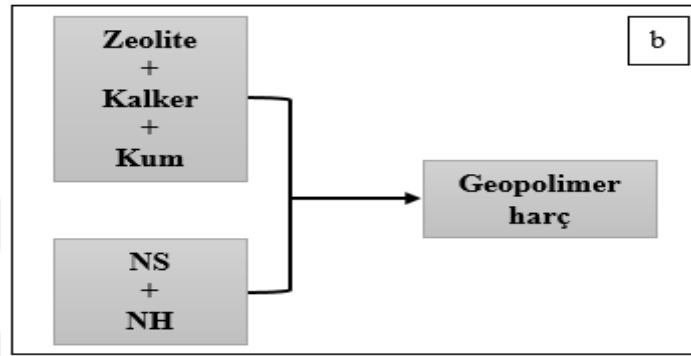 Zeolite
+
Kalker
+
Kum
b
Geopolimer
harç
NS
+
NH